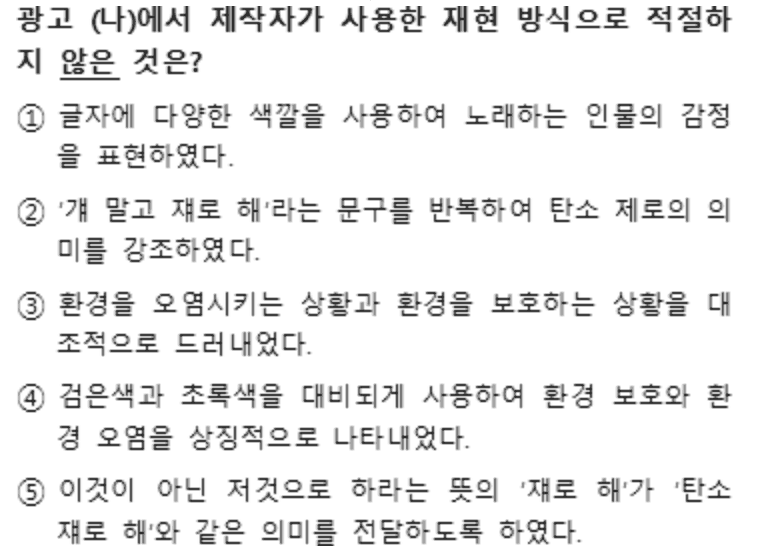 광고 (나)에서 제작자가 사용한 재현 방식으로 적절하
지 않은 것은?
① 글자에 다양한 색깔을 사용하여 노래하는 인물의 감정
을 표현하였다.
② '걔 말고 쟤로 해'라는 문구를 반복하여 탄소 제로의 의
미를 강조하였다.
③ 환경을 오염시키는 상황과 환경을 보호하는 상황을 대
조적으로 드러내었다.
④ 검은색과 초록색을 대비되게 사용하여 환경 보호와 환
경 오염을 상징적으로 나타내었다.
⑤ 이것이 아닌 저것으로 하라는 뜻의 '쟤로 해'가 '탄소
쟤로 해'와 같은 의미를 전달하도록 하였다.